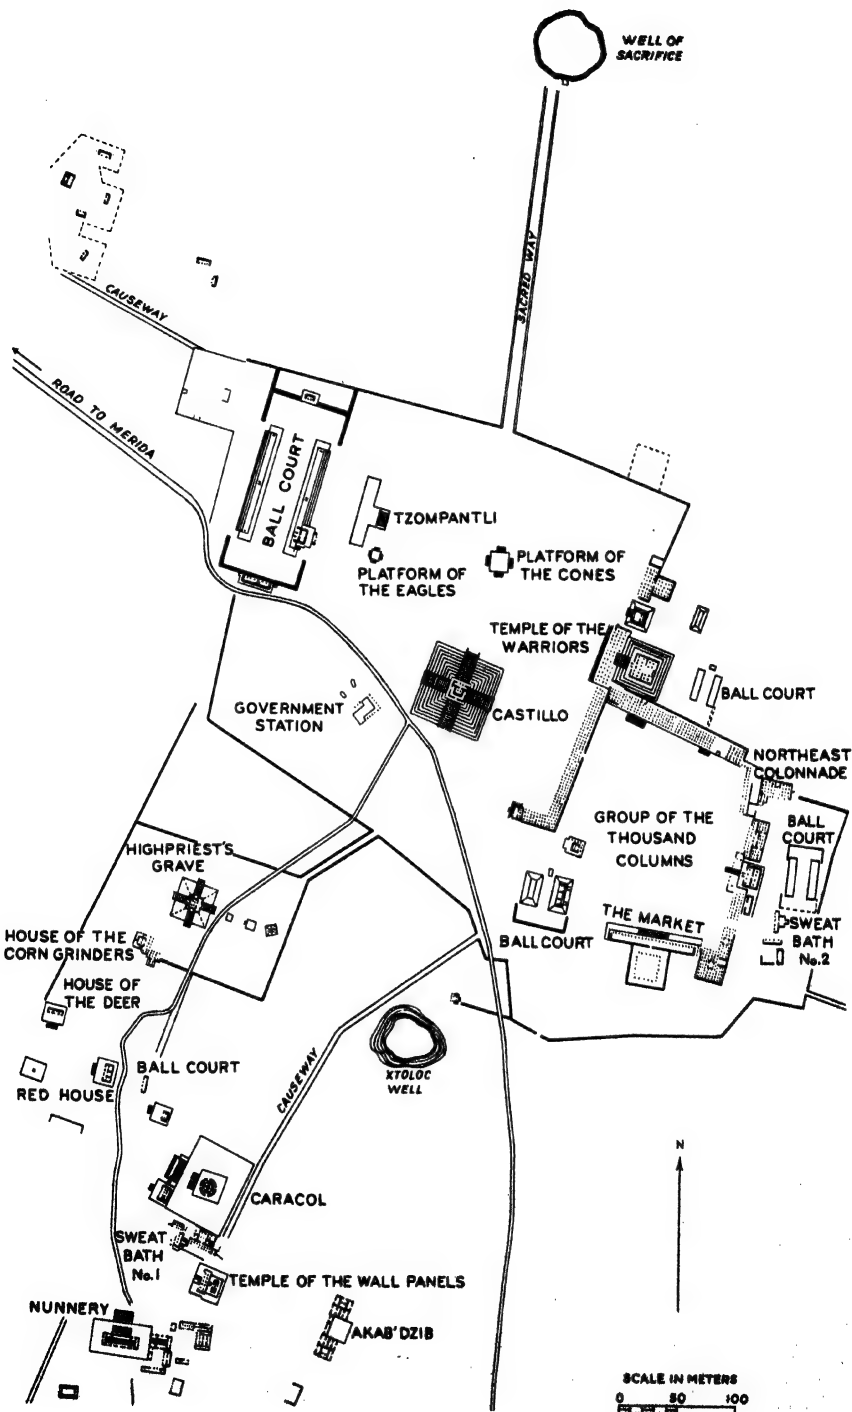 WELL OF
SACRIFICE
SACRED WAY
CAUSEWAY
ROAD TO MERIDA
BALL COURT
TZOMPANTLI
PLATFORM OF
THE EAGLES
PLATFORM OF
THE CONES
TEMPLE OF THE
WARRIORS
BALL COURT
GOVERNMENT
STATION
CASTILLO
NORTHEAST
COLONNADE
GROUP OF THE
THOUSAND
COLUMNS
BALL
COURT
HIGHPRIEST'S
GRAVE
THE MARKET
SWEAT
BATH
No.2
HOUSE OF THE
CORN GRINDERS
BALL COURT
HOUSE OF
THE DEER
BALL COURT
RED HOUSE
XTOLOC
WELL
CAUSEWAY
N
CARACOL
SWEAT
BATH
No.1
TEMPLE OF THE WALL PANELS
NUNNERY
AKAB'DZIB
SCALE IN METERS
0 50 100